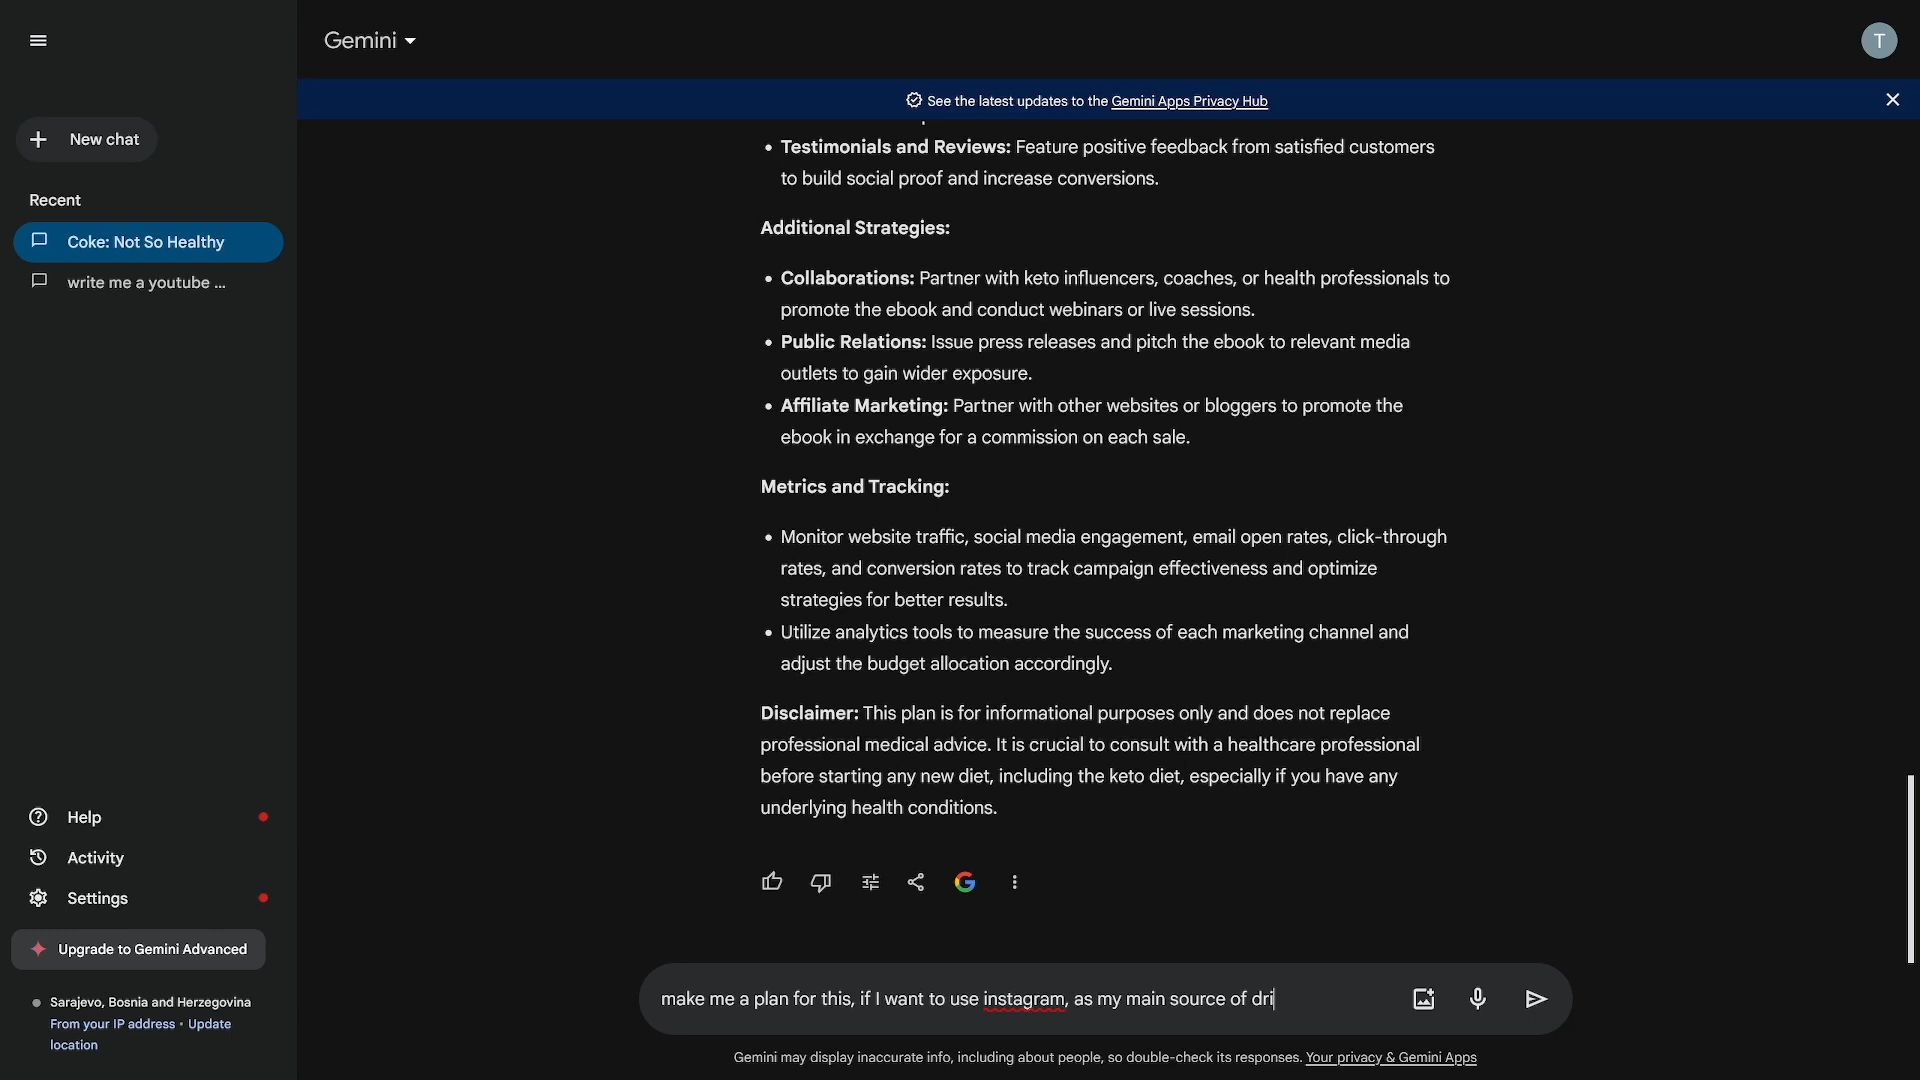 Gemini
T
See the latest updates to the Gemini Apps Privacy Hub
New chat
Recent
Coke: Not So Healthy
write me a youtube ...
• Testimonials and Reviews: Feature positive feedback from satisfied customers
to build social proof and increase conversions.
Additional Strategies:
• Collaborations: Partner with keto influencers, coaches, or health professionals to
promote the ebook and conduct webinars or live sessions.
• Public Relations: Issue press releases and pitch the ebook to relevant media
outlets to gain wider exposure.
• Affiliate Marketing: Partner with other websites or bloggers to promote the
ebook in exchange for a commission on each sale.
Metrics and Tracking:
• Monitor website traffic, social media engagement, email open rates, click-through
rates, and conversion rates to track campaign effectiveness and optimize
strategies for better results.
• Utilize analytics tools to measure the success of each marketing channel and
adjust the budget allocation accordingly.
Disclaimer: This plan is for informational purposes only and does not replace
professional medical advice. It is crucial to consult with a healthcare professional
before starting any new diet, including the keto diet, especially if you have any
underlying health conditions.
Help
Activity
Settings
Upgrade to Gemini Advanced
Sarajevo, Bosnia and Herzegovina
From your IP address • Update
location
make me a plan for this, if I want to use instagram, as my main source of dri
Gemini may display inaccurate info, including about people, so double-check its responses. Your privacy & Gemini Apps